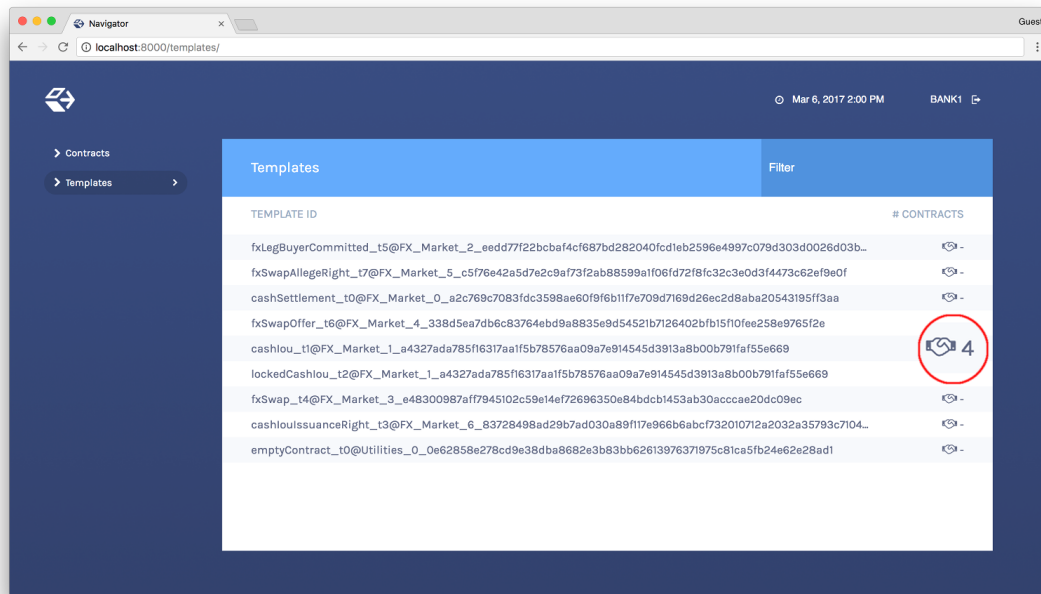 Navigator
Guest
localhost:8000/templates/
Mar 6, 2017 2:00 PM
BANK1
Contracts
Templates
Templates
Filter
TEMPLATE ID # CONTRACTS
fxLegBuyerCommitted_t5@FX_Market_2_eedd77f22bcbaf4cf687bd282040fcd1eb2596e4997c079d303d0026d03b... -
fxSwapAllegeRight_t7@FX_Market_5_c5f76e42a5d7e2c9af73f2ab88599a1f06fd72f8fc32c3e0d3f4473c62ef9e0f -
cashSettlement_t0@FX_Market_0_a2c769c7083fdc3598ae60f9f6b11f7e709d7169d26ec2d8aba20543195ff3aa -
fxSwapOffer_t6@FX_Market_4_338d5ea7db6c83764ebd9a8835e9d54521b7126402bfb15f10fee258e9765f2e
cashIou_t1@FX_Market_1_a4327ada785f16317aa1f5b78576aa09a7e914545d3913a8b00b791faf55e669 4
lockedCashIou_t2@FX_Market_1_a4327ada785f16317aa1f5b78576aa09a7e914545d3913a8b00b791faf55e669
fxSwap_t4@FX_Market_3_e48300987aff7945102c59e14ef72696350e84bdcb1453ab30acccae20dc09ec -
cashIouIssuanceRight_t3@FX_Market_6_83728498ad29b7ad030a89f117e966b6abcf732010712a2032a35793c7104... -
emptyContract_t0@Utilities_0_0e62858e278cd9e38dba8682e3b83bb62613976371975c81ca5fb24e62e28ad1 -